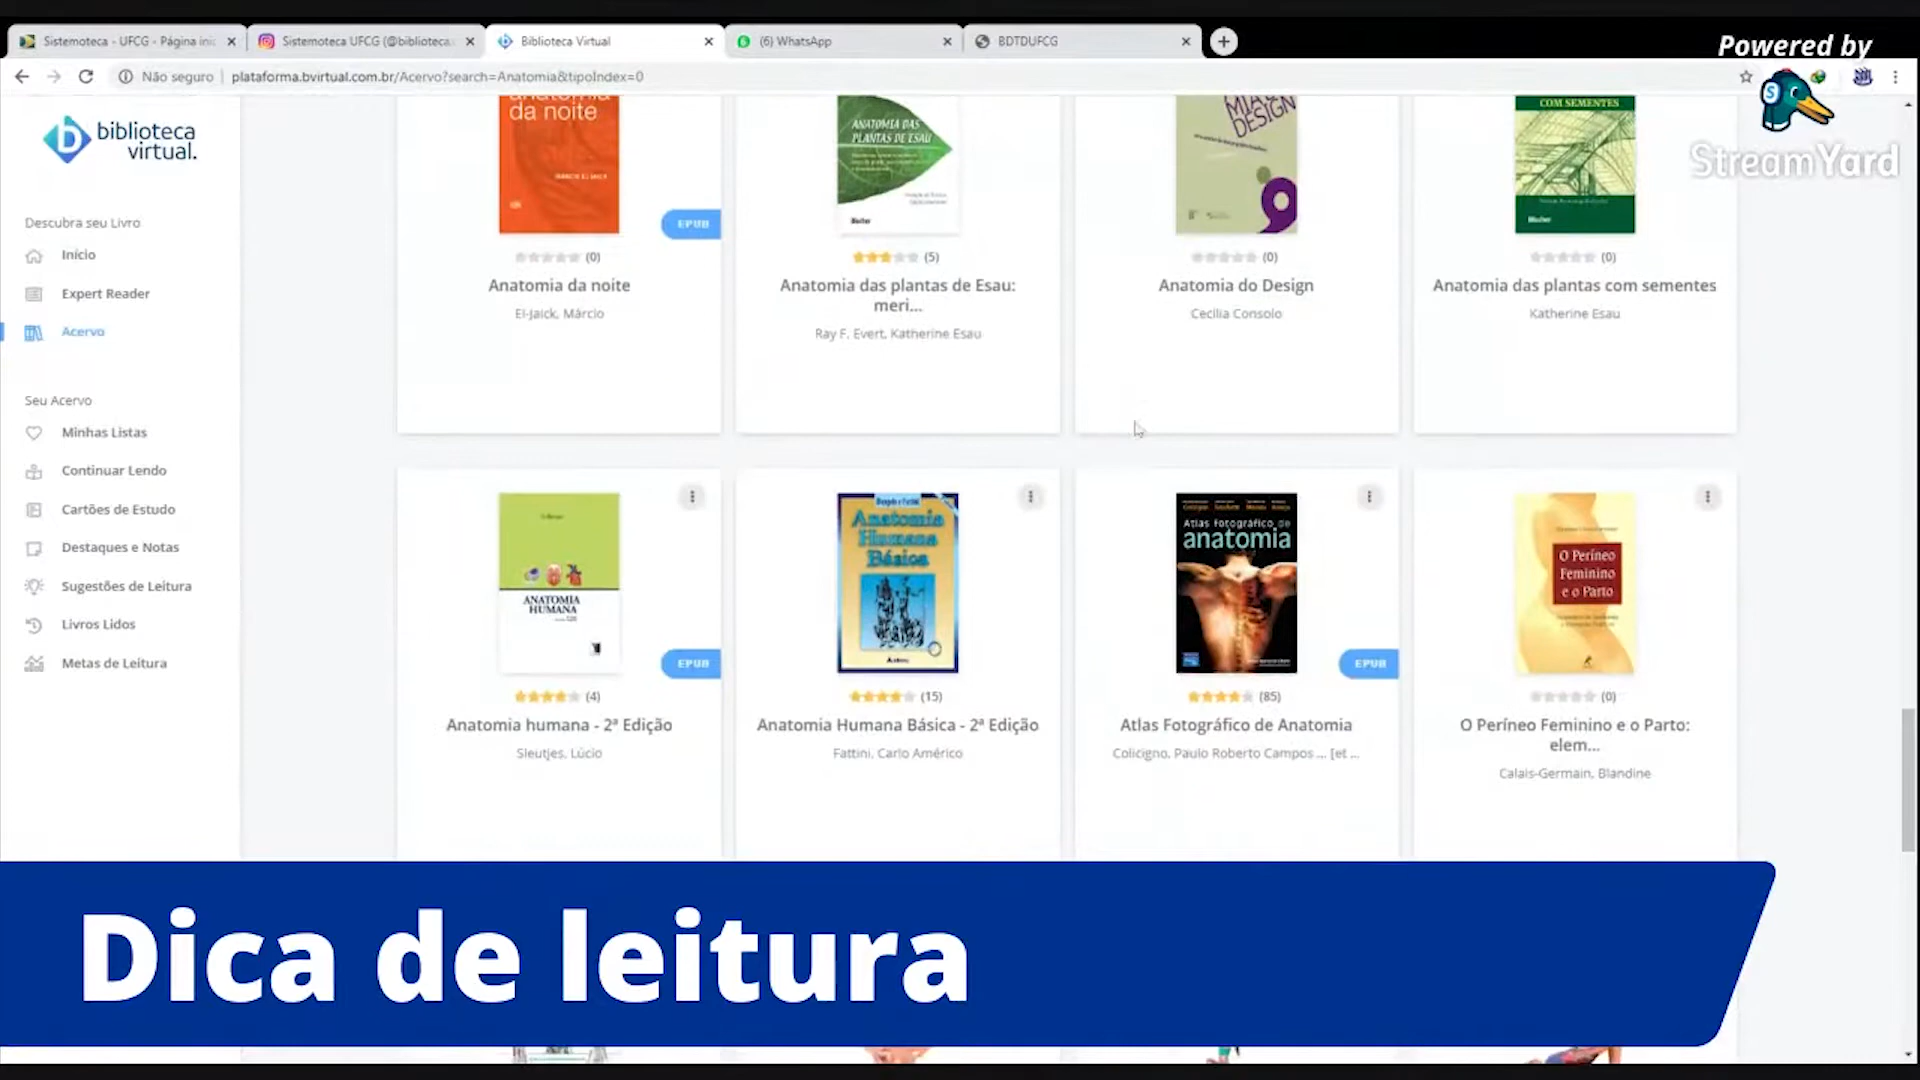 Sistemoteca - UFCG - Página inic
Sistemoteca UFCG (@biblioteca.
Biblioteca Virtual
(6) WhatsApp
BDTDUFCG
Powered by
StreamYard
Não seguro
plataforma.bvirtual.com.br/Acervo?search=Anatomia&tipoIndex=0
biblioteca
virtual.
Descubra seu Livro
Início
Expert Reader
Acervo
Seu Acervo
Minhas Listas
Continuar Lendo
Cartões de Estudo
Destaques e Notas
Sugestões de Leitura
Livros Lidos
Metas de Leitura
anatomia
da noite
MÁRCIO EL-JAICK
EPUB
(0)
Anatomia da noite
El-Jaick, Márcio
ANATOMIA DAS
PLANTAS DE ESAU
Blucher
(5)
Anatomia das plantas de Esau:
meri...
Ray F. Evert, Katherine Esau
DESIGN
(0)
Anatomia do Design
Cecilia Consolo
COM SEMENTES
Blucher
(0)
Anatomia das plantas com sementes
Katherine Esau
ANATOMIA
HUMANA
EPUB
(4)
Anatomia humana - 2ª Edição
Sleutjes, Lúcio
Anatomia
Humana
Básica
(15)
Anatomia Humana Básica - 2ª Edição
Fattini, Carlo Américo
Atlas fotográfico de
anatomia
EPUB
(85)
Atlas Fotográfico de Anatomia
Colicigno, Paulo Roberto Campos ... [et ...
O Períneo
Feminino
e o Parto
(0)
O Períneo Feminino e o Parto:
elem...
Calais-Germain, Blandine
Dica de leitura